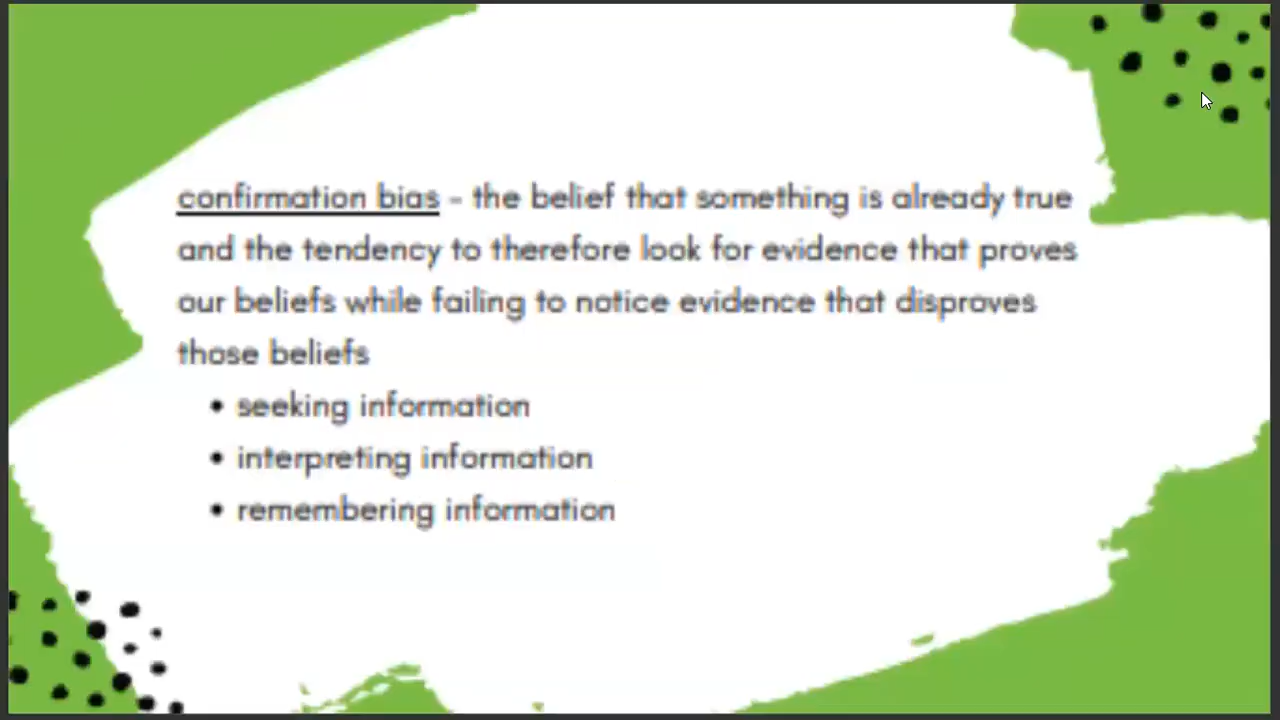 confirmation bias - the belief that something is already true
and the tendency to therefore look for evidence that proves
our beliefs while failing to notice evidence that disproves
those beliefs
• seeking information
• interpreting information
• remembering information